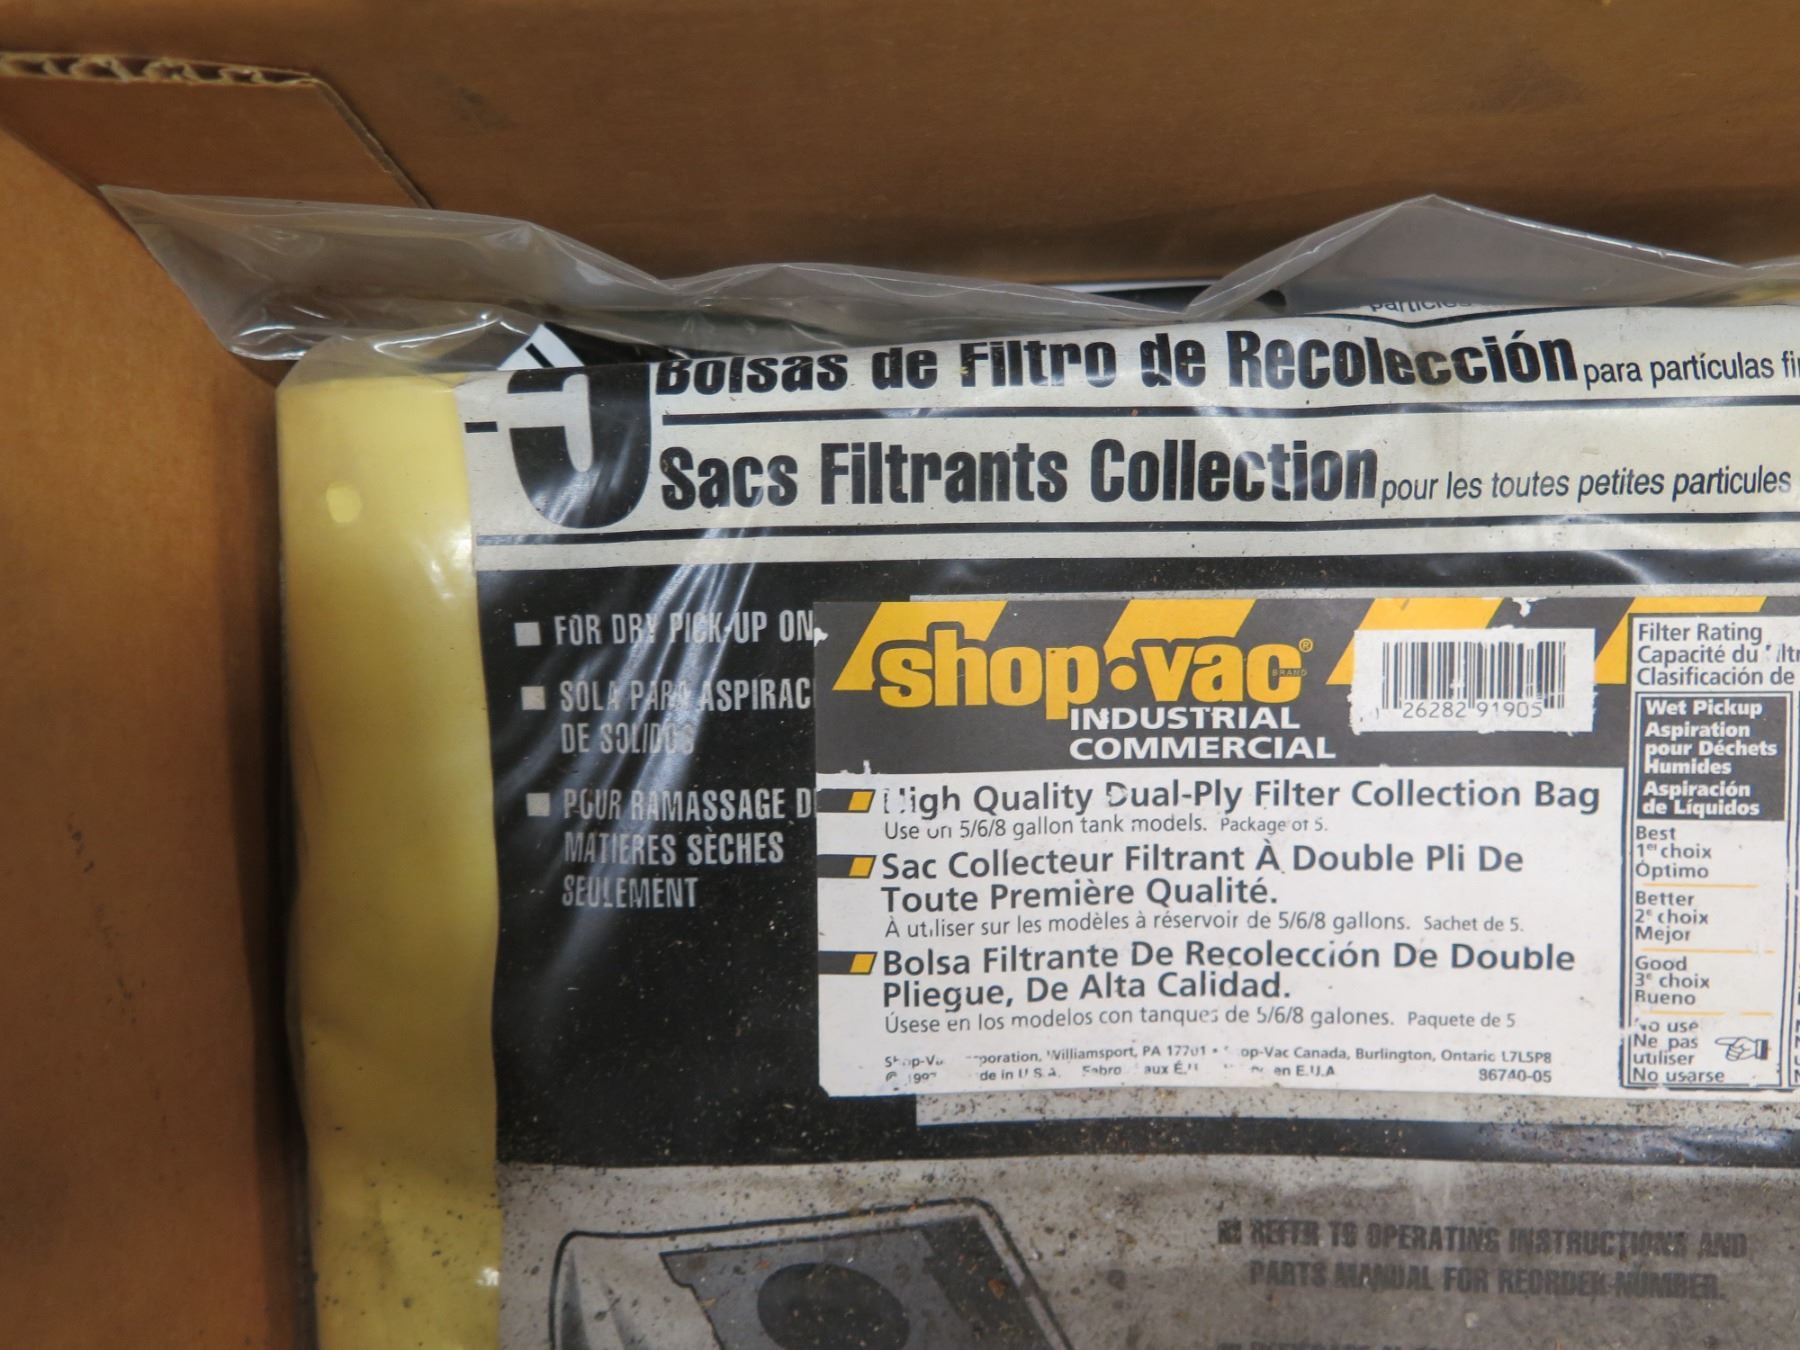 5
Bolsas de Filtro de Recolección para partículas
Sacs Filtrants Collection pour les toutes petites particules
FOR DRY PICK-UP
SOLA PARA
DE SOLIDOS
POUR RAMASSAGE
MATIÈRES SÈCHES
SEULEMENT
shop•vac®
BRAND
INDUSTRIAL
COMMERCIAL
26282 91905
High Quality Dual-Ply Filter Collection Bag
Use on 5/6/8 gallon tank models. Package of 5.
Sac Collecteur Filtrant À Double Pli De
Toute Première Qualité.
À utiliser sur les modèles à réservoir de 5/6/8 gallons. Sachet de 5.
Bolsa Filtrante De Recolección De Double
Pliegue, De Alta Calidad.
Úsese en los modelos con tanques de 5/6/8 galones. Paquete de 5
Williamsport, PA 17701 • Shop-Vac Canada, Burlington, Ontario L7L5P8
en E.U.A
86740-05
Filter Rating
Capacité du
Clasificación de
Wet Pickup
Aspiration
pour Déchets
Humides
Aspiración
de Líquidos
Best
1er choix
Óptimo
Better
2e choix
Mejor
Good
3e choix
Bueno
No use
Ne pas
utiliser
No usarse
REFER TO OPERATING INSTRUCTIONS AND
PARTS MANUAL FOR REORDER NUMBER.